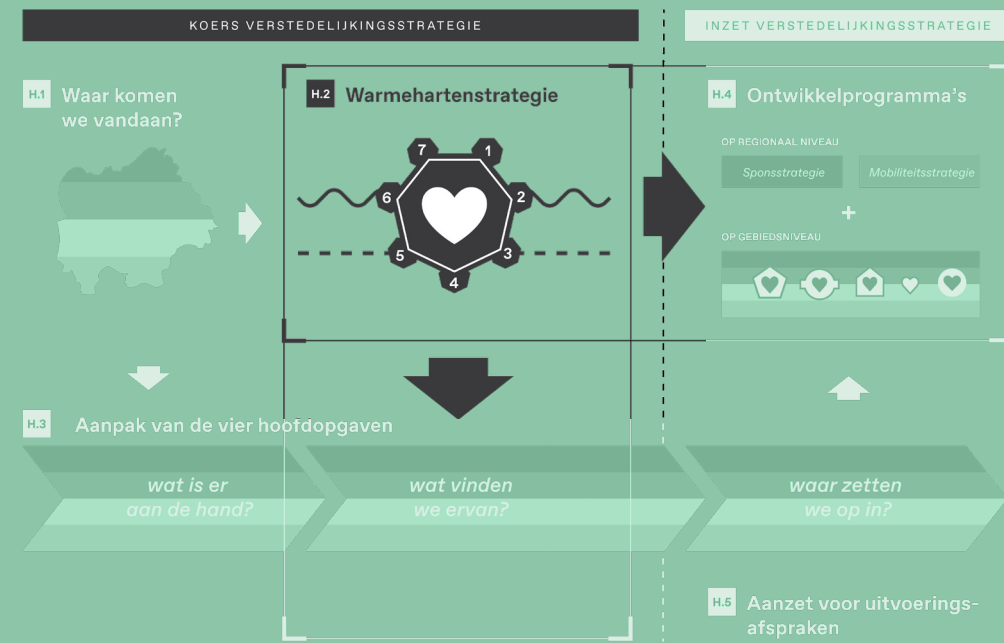 KOERS VERSTEDELIJKINGSSTRATEGIE
INZET VERSTEDELIJKINGSSTRATEGIE
H.1 Waar komen
we vandaan?
H.2 Warmehartenstrategie
7 1
6 2
5 3
4
H.4 Ontwikkelprogramma's
OP REGIONAAL NIVEAU
Sponsstrategie Mobiliteitsstrategie
+
OP GEBIEDSNIVEAU
H.3 Aanpak van de vier hoofdopgaven
wat is er
aan de hand?
wat vinden
we ervan?
waar zetten
we op in?
H.5 Aanzet voor uitvoerings-
afspraken